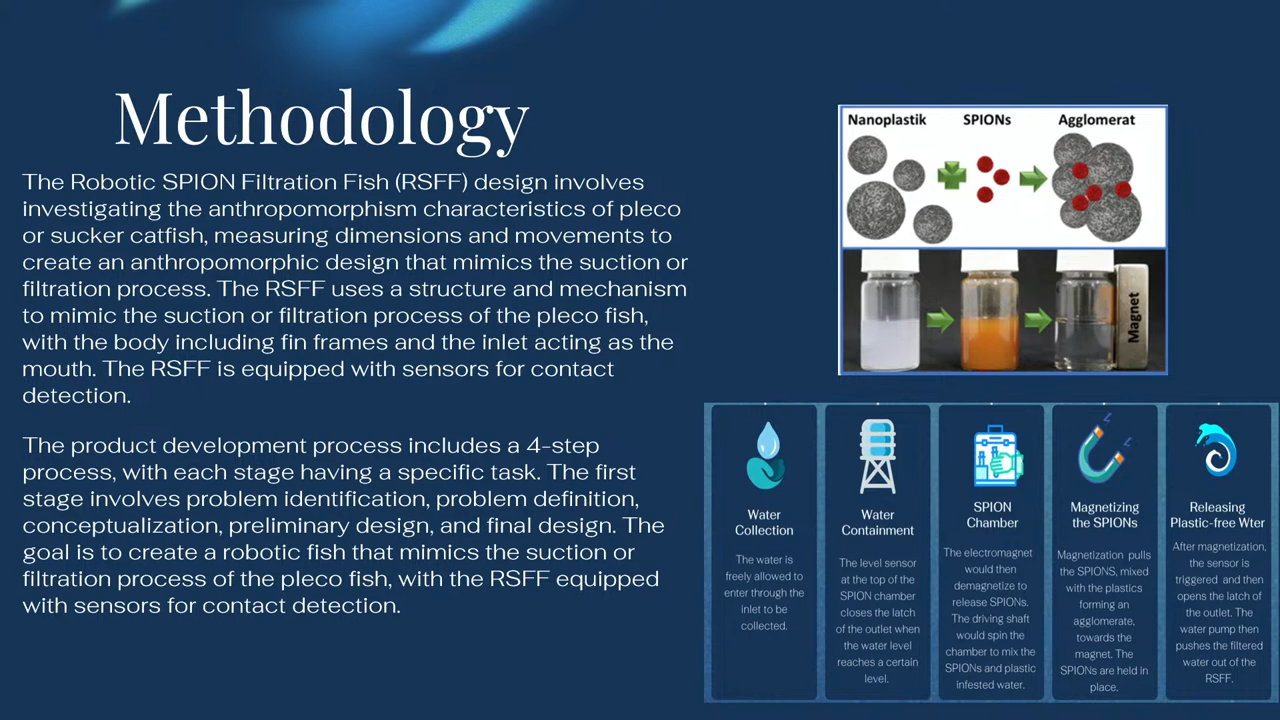 Methodology
The Robotic SPION Filtration Fish (RSFF) design involves
investigating the anthropomorphism characteristics of pleco
or sucker catfish, measuring dimensions and movements to
create an anthropomorphic design that mimics the suction or
filtration process. The RSFF uses a structure and mechanism
to mimic the suction or filtration process of the pleco fish,
with the body including fin frames and the inlet acting as the
mouth. The RSFF is equipped with sensors for contact
detection.
The product development process includes a 4-step
process, with each stage having a specific task. The first
stage involves problem identification, problem definition,
conceptualization, preliminary design, and final design. The
goal is to create a robotic fish that mimics the suction or
filtration process of the pleco fish, with the RSFF equipped
with sensors for contact detection.
Nanoplastik SPIONs Agglomerat
Magnet
Water
Collection
The water is
freely allowed to
enter through the
inlet to be
collected.
Water
Containment
The level sensor
at the top of the
SPION chamber
closes the latch
of the outlet when
the water level
reaches a certain
level.
SPION
Chamber
The electromagnet
would then
demagnetize to
release SPIONs.
The driving shaft
would spin the
chamber to mix the
SPIONs and plastic
infested water.
Magnetizing
the SPIONs
Magnetization pulls
the SPIONS, mixed
with the plastics
forming an
agglomerate,
towards the
magnet. The
SPIONs are held in
place.
Releasing
Plastic-free Wter
After magnetization,
the sensor is
triggered and then
opens the latch of
the outlet. The
water pump then
pushes the filtered
water out of the
RSFF.